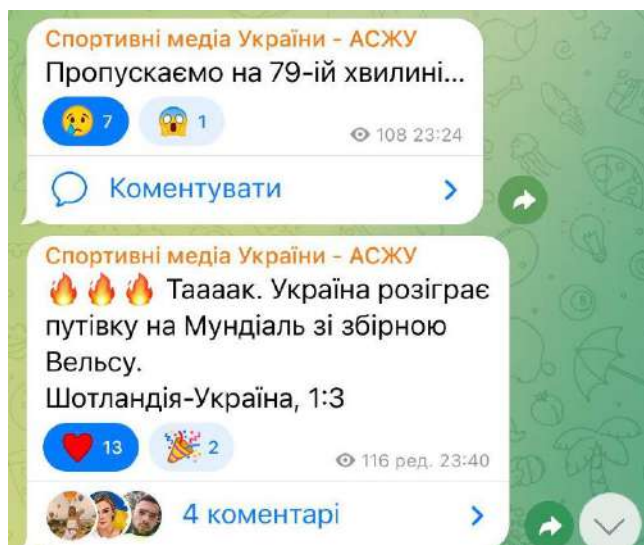 Спортивні медіа України - АСЖУ
Пропускаємо на 79-ій хвилині...
7 1 108 23:24
Коментувати
Спортивні медіа України - АСЖУ
Таааак. Україна розіграє
путівку на Мундіаль зі збірною
Вельсу.
Шотландія-Україна, 1:3
13 2 116 ред. 23:40
4 коментарі